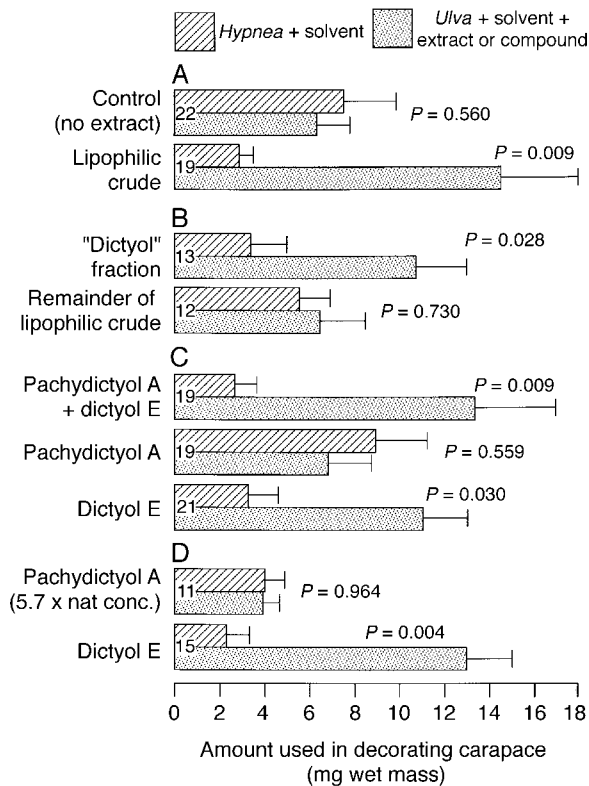 Hypnea + solvent
Ulva + solvent +
extract or compound
A
Control
(no extract)
22
P = 0.560
Lipophilic
crude
19
P = 0.009
B
"Dictyol"
fraction
13
P = 0.028
Remainder of
lipophilic crude
12
P = 0.730
C
Pachydictyol A
+ dictyol E
19
P = 0.009
Pachydictyol A
19
P = 0.559
Dictyol E
21
P = 0.030
D
Pachydictyol A
(5.7 x nat conc.)
11
P = 0.964
Dictyol E
15
P = 0.004
0 2 4 6 8 10 12 14 16 18
Amount used in decorating carapace
(mg wet mass)